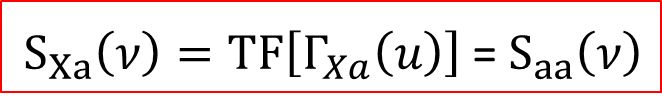 S_Xa(ν) = TF[Γ_Xa(u)] = S_aa(ν)